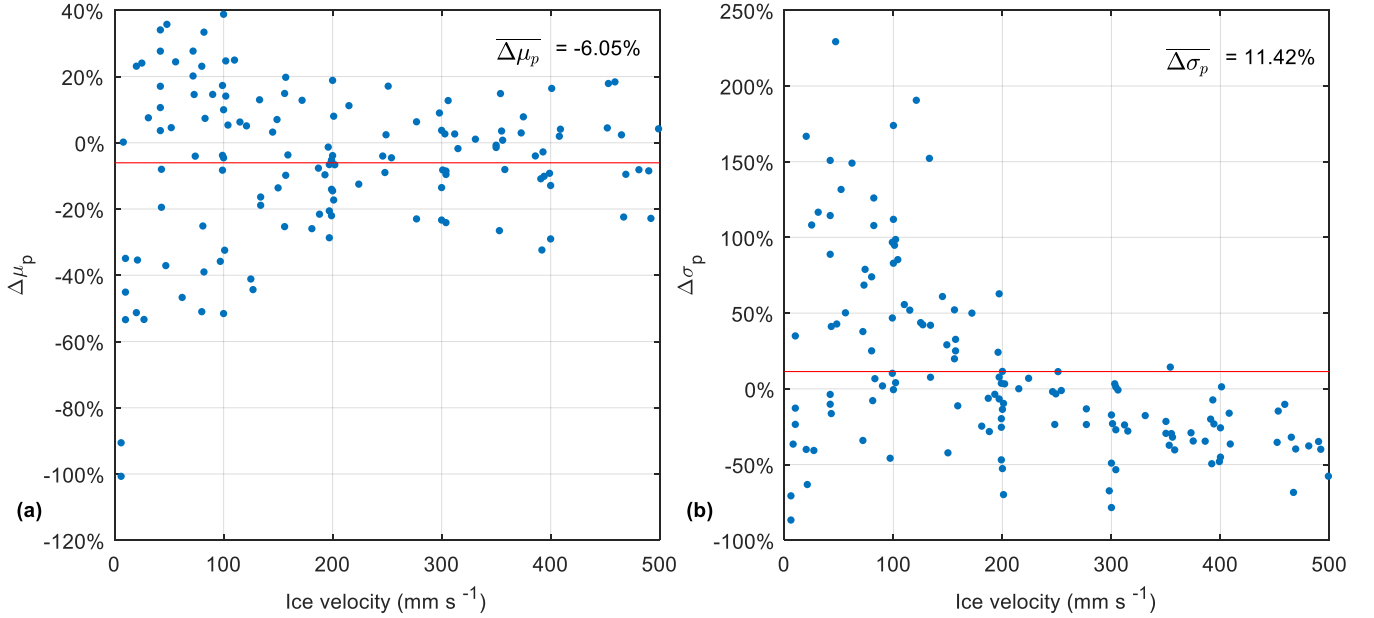 40%
20%
0%
-20%
-40%
-60%
-80%
-100%
-120%
Δμp
Δμp = -6.05%
(a)
0 100 200 300 400 500
Ice velocity (mm s -1)
250%
200%
150%
100%
50%
0%
-50%
-100%
Δσp
Δσp = 11.42%
(b)
0 100 200 300 400 500
Ice velocity (mm s -1)